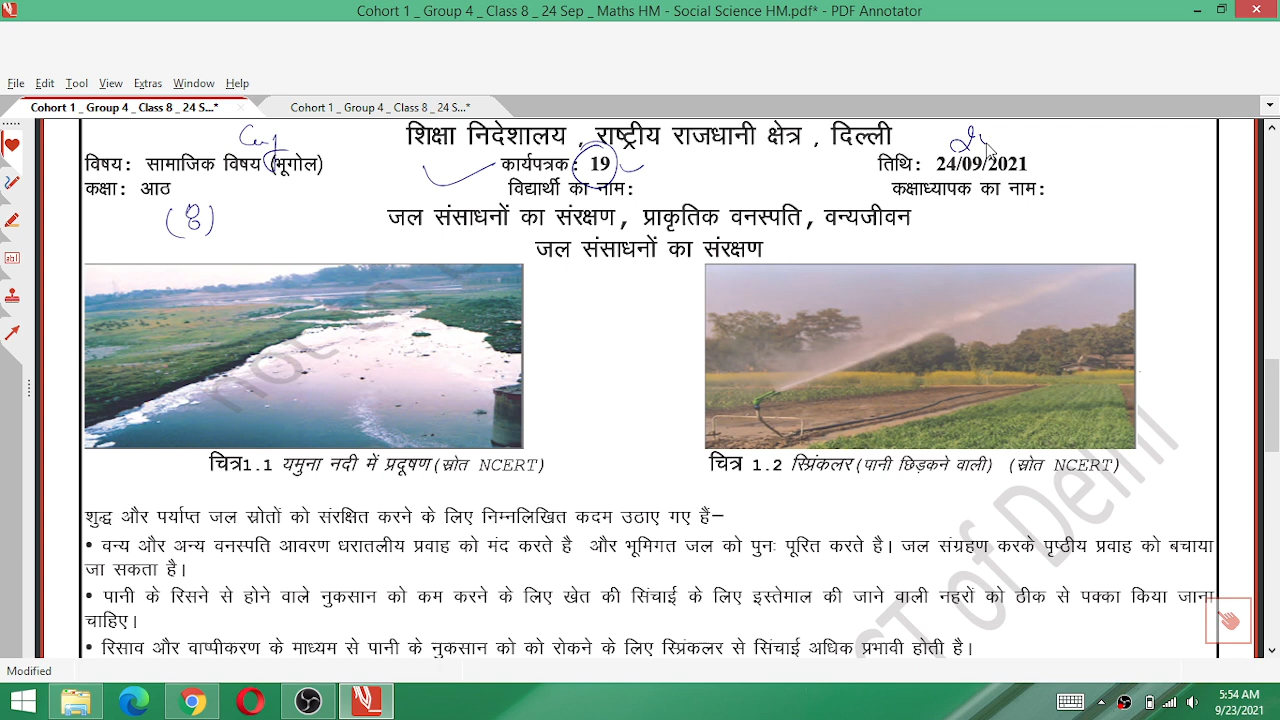 Cohort 1 _ Group 4 _ Class 8 _ 24 Sep _ Maths HM - Social Science HM.pdf* - PDF Annotator
File Edit Tool View Extras Window Help
Cohort 1 _ Group 4 _ Class 8 _ 24 S...* Cohort 1 _ Group 4 _ Class 8 _ 24 S...*
शिक्षा निदेशालय , राष्ट्रीय राजधानी क्षेत्र , दिल्ली
विषय: सामाजिक विषय (भूगोल) कार्यपत्रक : 19 तिथि: 24/09/2021
कक्षा: आठ विद्यार्थी का नाम: कक्षाध्यापक का नाम:
(8)
जल संसाधनों का संरक्षण, प्राकृतिक वनस्पति, वन्यजीवन
जल संसाधनों का संरक्षण
चित्र1.1 यमुना नदी में प्रदूषण(स्रोत NCERT) चित्र 1.2 स्प्रिंकलर(पानी छिड़कने वाली) (स्रोत NCERT)
शुद्ध और पर्याप्त जल स्रोतों को संरक्षित करने के लिए निम्नलिखित कदम उठाए गए हैं–
• वन्य और अन्य वनस्पति आवरण धरातलीय प्रवाह को मंद करते है और भूमिगत जल को पुनः पूरित करते है। जल संग्रहण करके पृष्ठीय प्रवाह को बचाया
जा सकता है।
• पानी के रिसने से होने वाले नुकसान को कम करने के लिए खेत की सिंचाई के लिए इस्तेमाल की जाने वाली नहरों को ठीक से पक्का किया जाना
चाहिए।
• रिसाव और वाष्पीकरण के माध्यम से पानी के नुकसान को को रोकने के लिए स्प्रिंकलर से सिंचाई अधिक प्रभावी होती है।
of Delhi
Modified
5:54 AM
9/23/2021